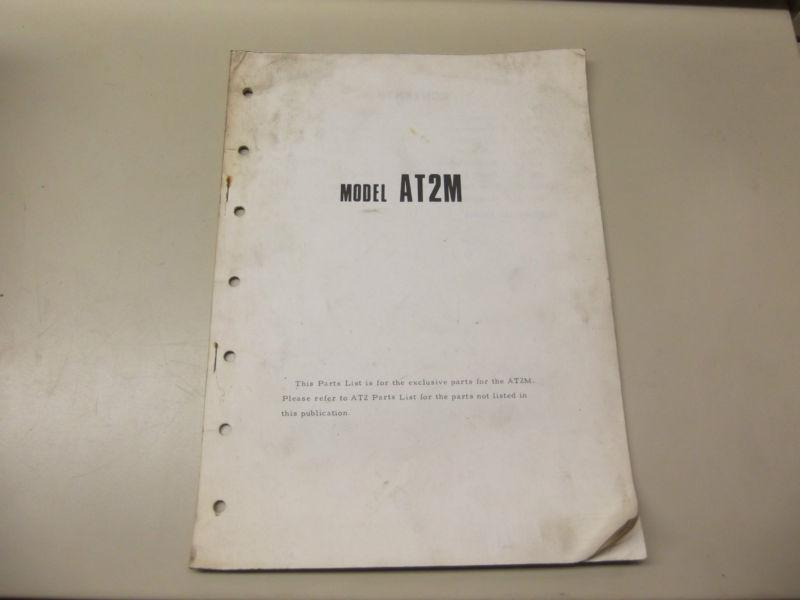 MODEL AT2M
This Parts List is for the exclusive parts for the AT2M.
Please refer to AT2 Parts List for the parts not listed in
this publication.